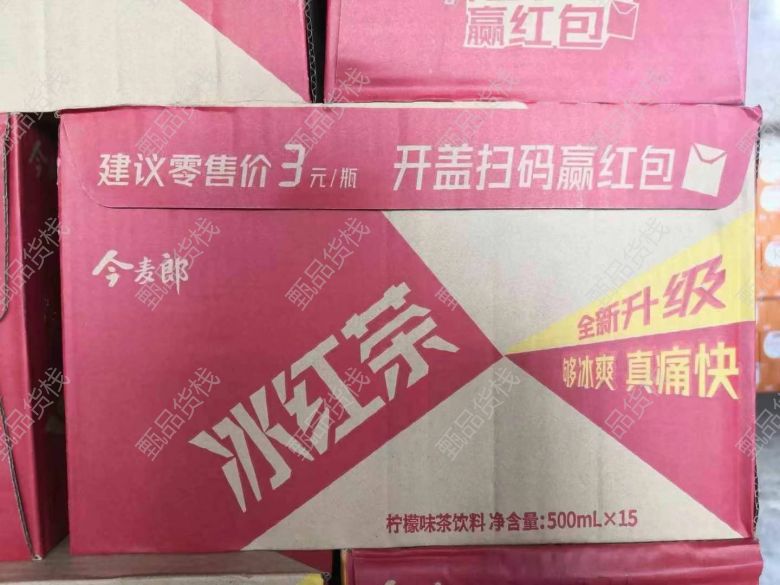 赢红包
建议零售价3元/瓶 开盖扫码赢红包
今麦郎
冰红茶
全新升级
够冰爽 真痛快
柠檬味茶饮料 净含量:500mL×15
甄品货栈